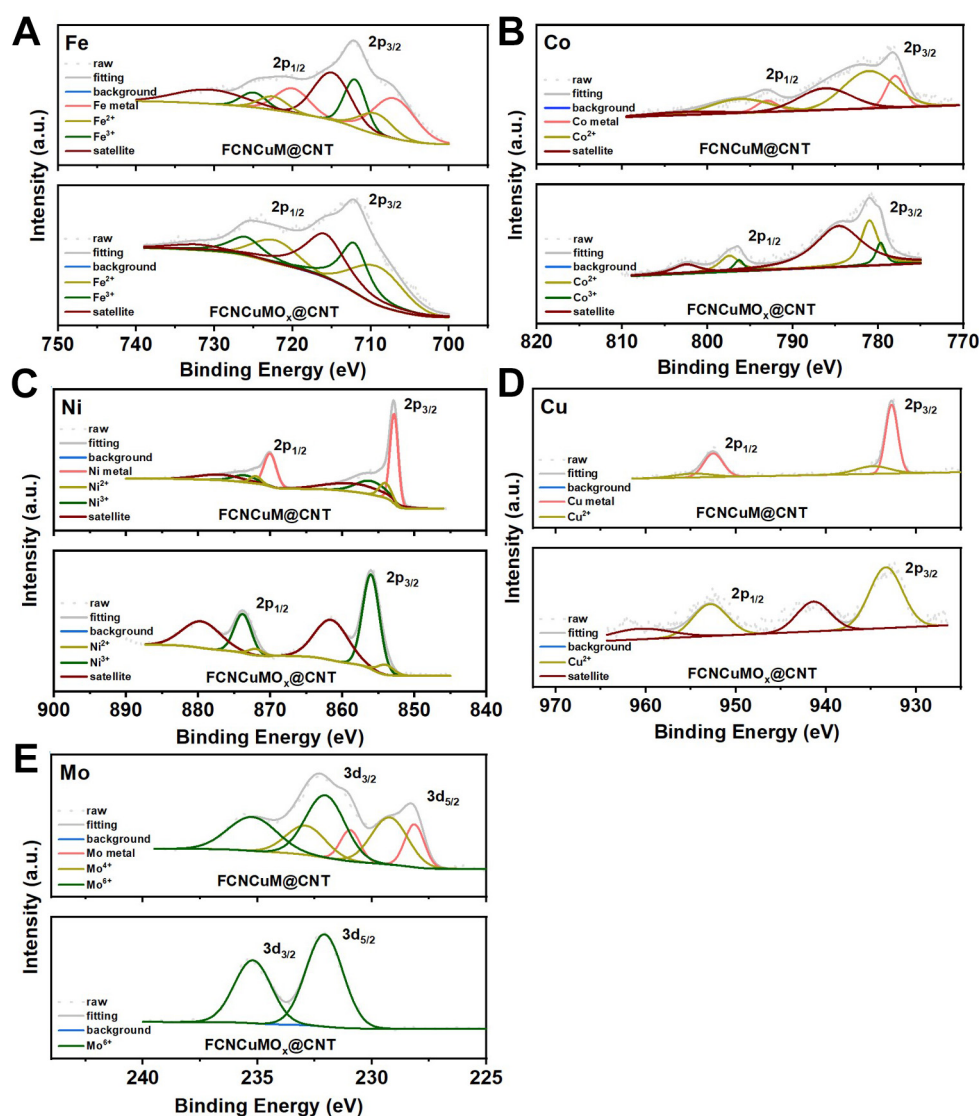 A
Fe
raw
fitting
background
Fe metal
Fe²⁺
Fe³⁺
satellite
2p1/2
2p3/2
FCNCuM@CNT
raw
fitting
background
Fe²⁺
Fe³⁺
satellite
2p1/2
2p3/2
FCNCuMOx@CNT
Intensity (a.u.)
750 740 730 720 710 700
Binding Energy (eV)
B
Co
raw
fitting
background
Co metal
Co²⁺
satellite
2p1/2
2p3/2
FCNCuM@CNT
raw
fitting
background
Co²⁺
Co³⁺
satellite
2p1/2
2p3/2
FCNCuMOx@CNT
Intensity (a.u.)
820 810 800 790 780 770
Binding Energy (eV)
C
Ni
raw
fitting
background
Ni metal
Ni²⁺
Ni³⁺
satellite
2p1/2
2p3/2
FCNCuM@CNT
raw
fitting
background
Ni²⁺
Ni³⁺
satellite
2p1/2
2p3/2
FCNCuMOx@CNT
Intensity (a.u.)
900 890 880 870 860 850 840
Binding Energy (eV)
D
Cu
raw
fitting
background
Cu metal
Cu²⁺
2p1/2
2p3/2
FCNCuM@CNT
raw
fitting
background
Cu²⁺
satellite
2p1/2
2p3/2
FCNCuMOx@CNT
Intensity (a.u.)
970 960 950 940 930
Binding Energy (eV)
E
Mo
raw
fitting
background
Mo metal
Mo⁴⁺
Mo⁶⁺
3d3/2
3d5/2
FCNCuM@CNT
raw
fitting
background
Mo⁶⁺
3d3/2
3d5/2
FCNCuMOx@CNT
Intensity (a.u.)
240 235 230 225
Binding Energy (eV)